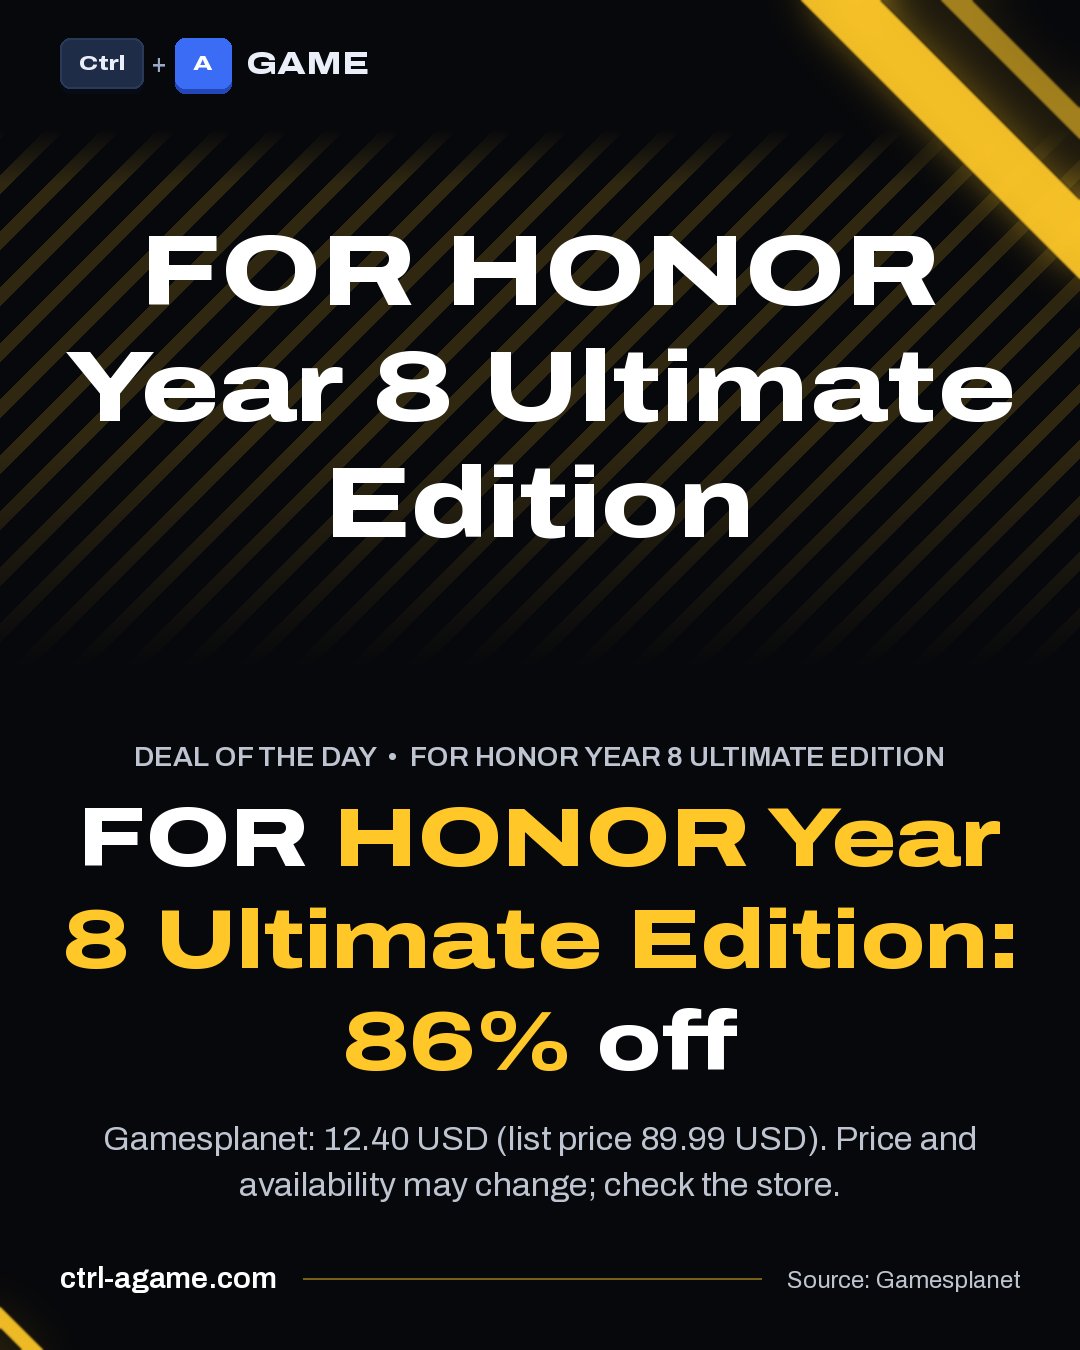 Ctrl + A GAME
FOR HONOR
Year 8 Ultimate
Edition
DEAL OF THE DAY • FOR HONOR YEAR 8 ULTIMATE EDITION
FOR HONOR Year
8 Ultimate Edition:
86% off
Gamesplanet: 12.40 USD (list price 89.99 USD). Price and
availability may change; check the store.
ctrl-agame.com
Source: Gamesplanet